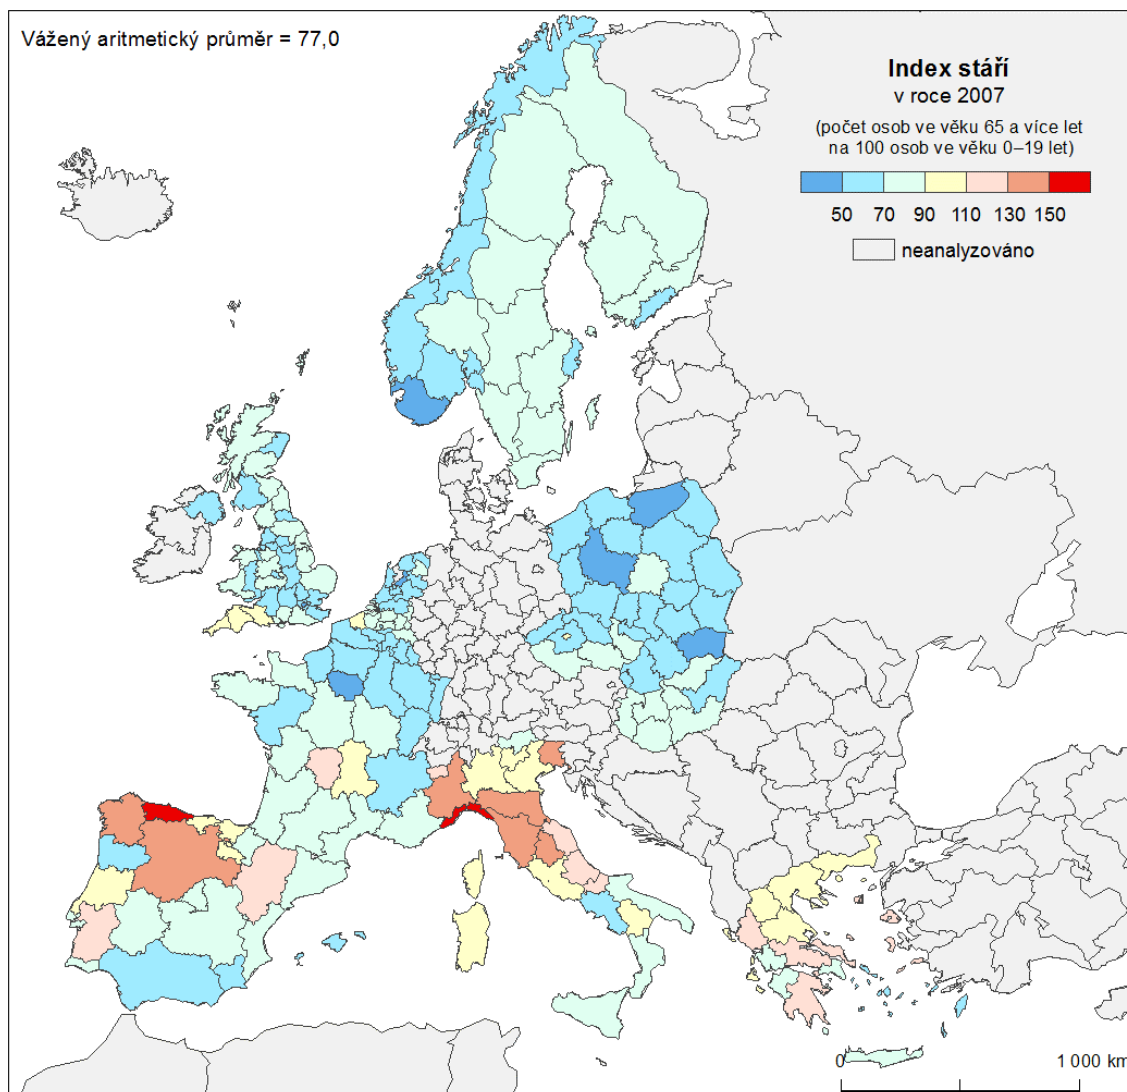 Vážený aritmetický průměr = 77,0
Index stáří
v roce 2007
(počet osob ve věku 65 a více let
na 100 osob ve věku 0–19 let)
50 70 90 110 130 150
neanalyzováno
0 1 000 km